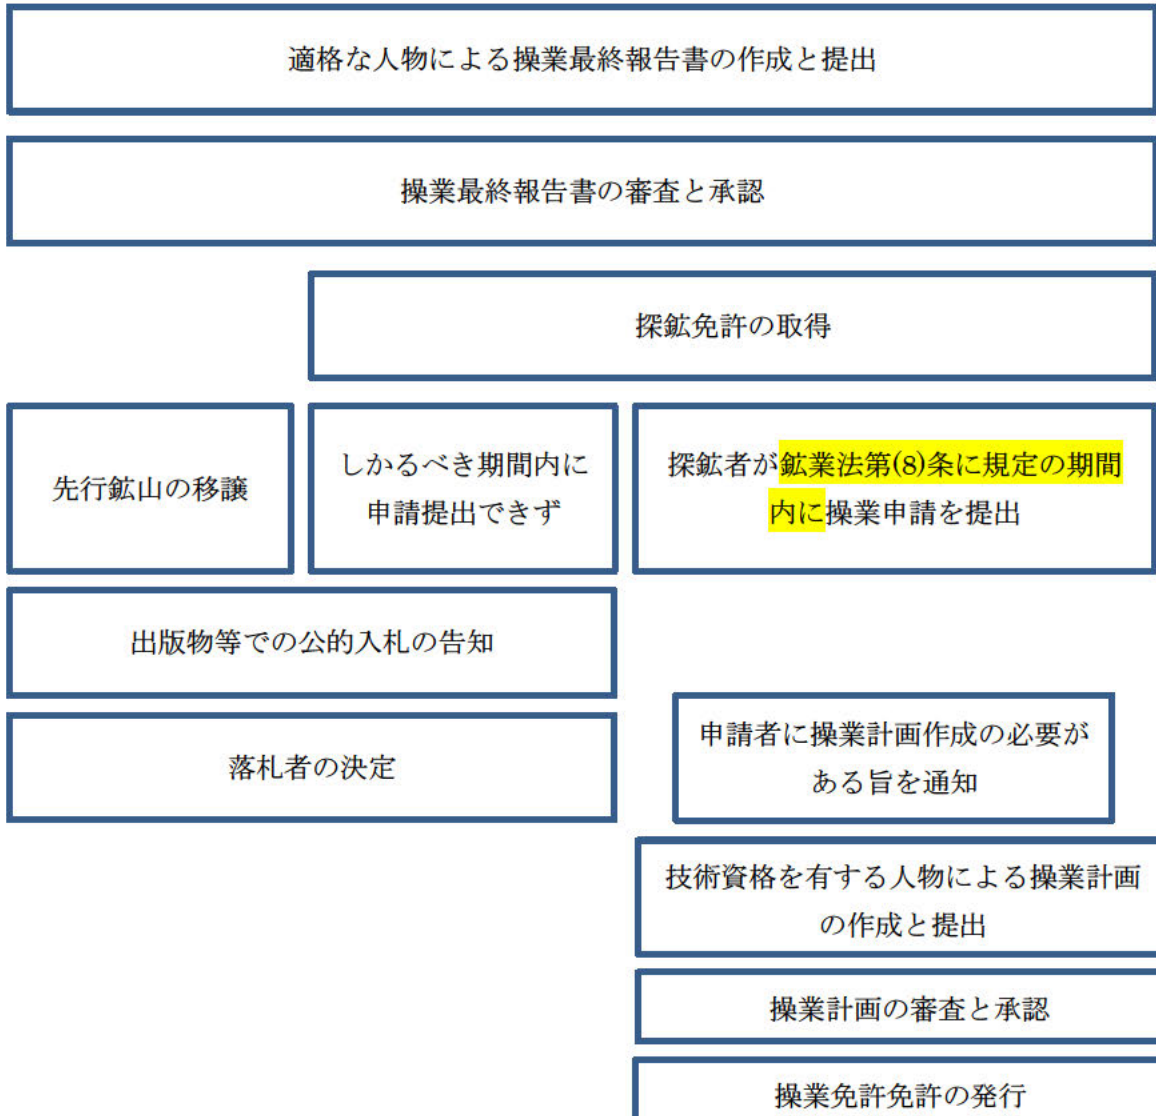 適格な人物による操業最終報告書の作成と提出
操業最終報告書の審査と承認
探鉱免許の取得
先行鉱山の移譲
しかるべき期間内に
申請提出できず
探鉱者が鉱業法第(8)条に規定の期間
内に操業申請を提出
出版物等での公的入札の告知
落札者の決定
申請者に操業計画作成の必要が
ある旨を通知
技術資格を有する人物による操業計画
の作成と提出
操業計画の審査と承認
操業免許免許の発行